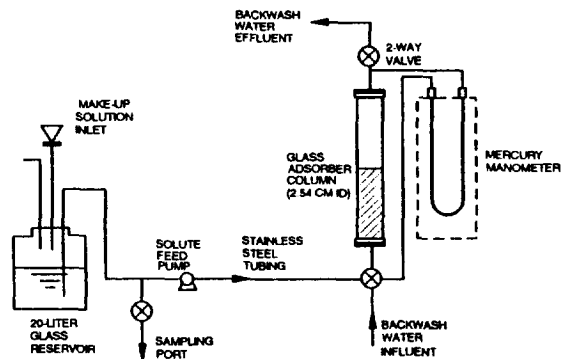 BACKWASH
WATER
EFFLUENT
2-WAY
VALVE
MAKE-UP
SOLUTION
INLET
GLASS
ADSORBER
COLUMN
(2 54 CM ID)
MERCURY
MANOMETER
SOLUTE
FEED
PUMP
STAINLESS
STEEL
TUBING
20-LITER
GLASS
RESERVOIR
SAMPLING
PORT
BACKWASH
WATER
INFLUENT